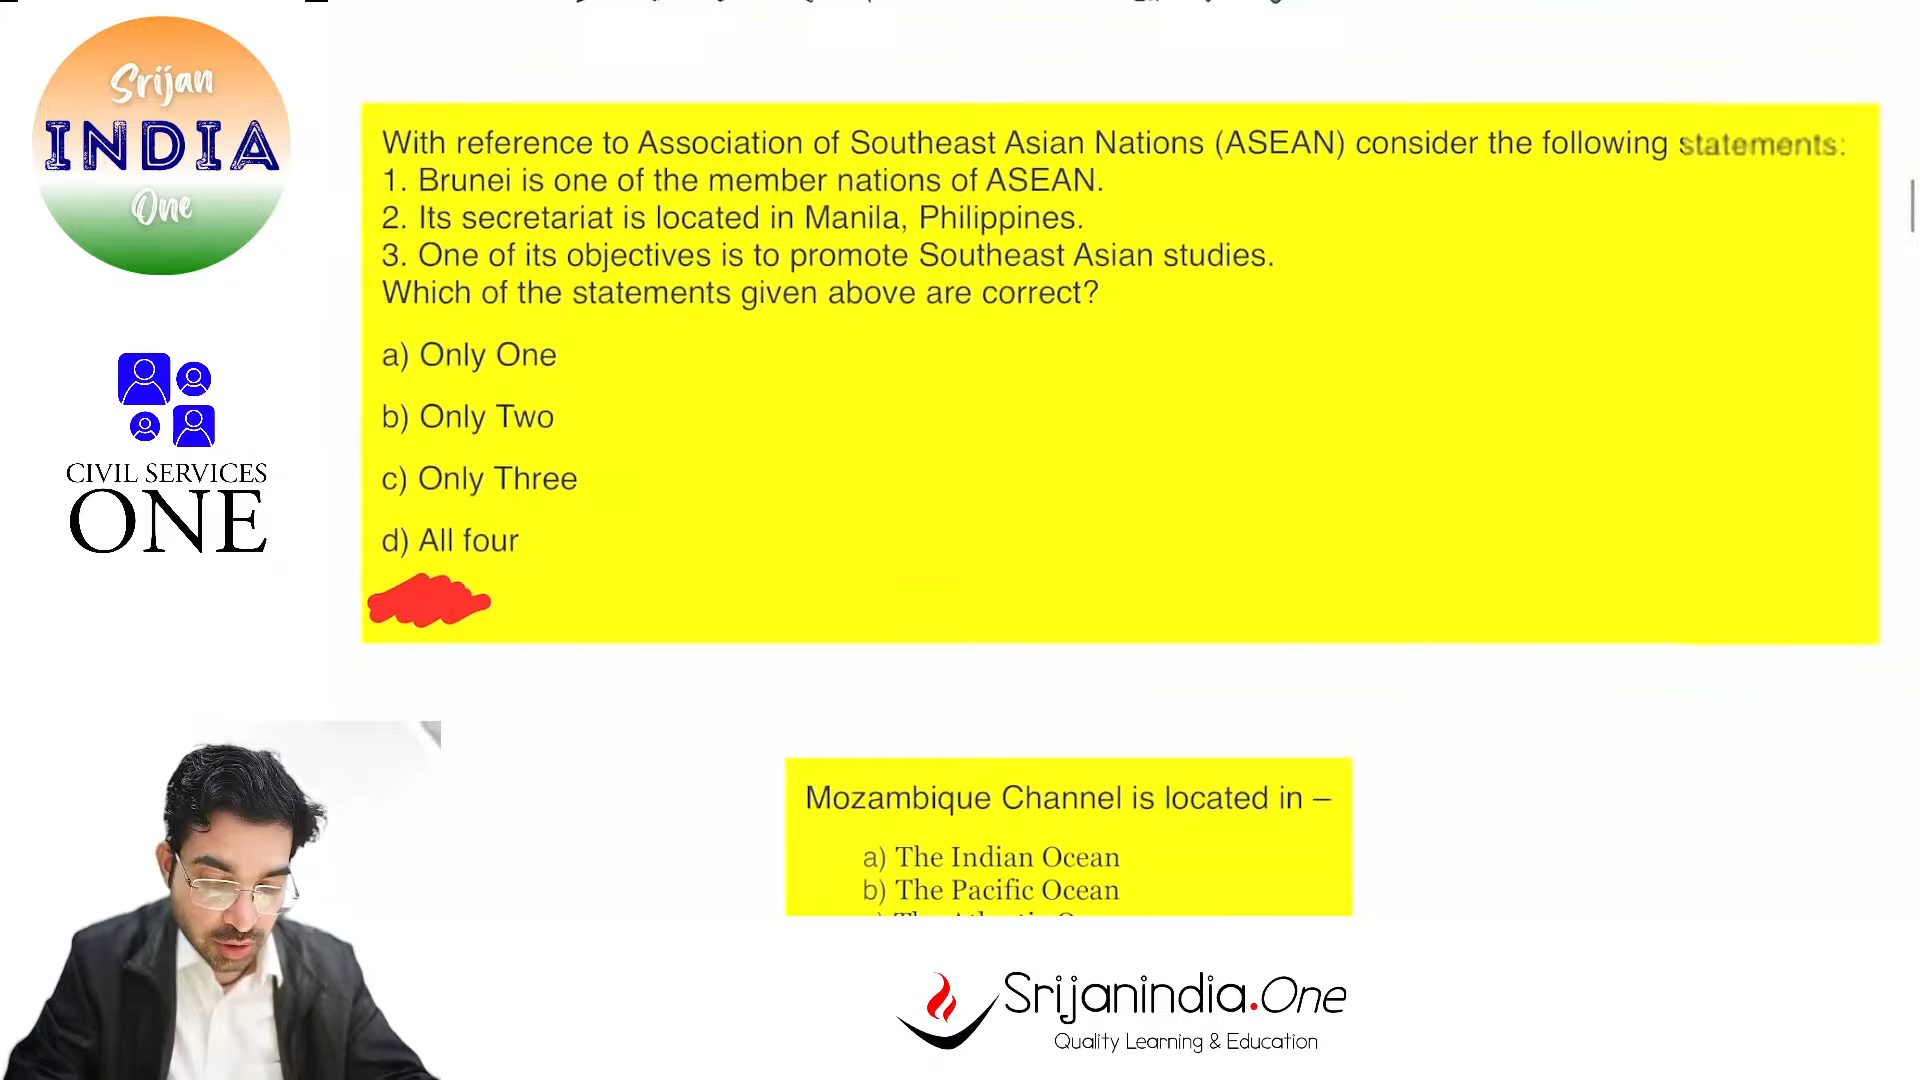 Srijan
INDIA
One
With reference to Association of Southeast Asian Nations (ASEAN) consider the following statements:
1. Brunei is one of the member nations of ASEAN.
2. Its secretariat is located in Manila, Philippines.
3. One of its objectives is to promote Southeast Asian studies.
Which of the statements given above are correct?
a) Only One
b) Only Two
c) Only Three
d) All four
CIVIL SERVICES
ONE
Mozambique Channel is located in –
a) The Indian Ocean
b) The Pacific Ocean
Srijanindia.One
Quality Learning & Education